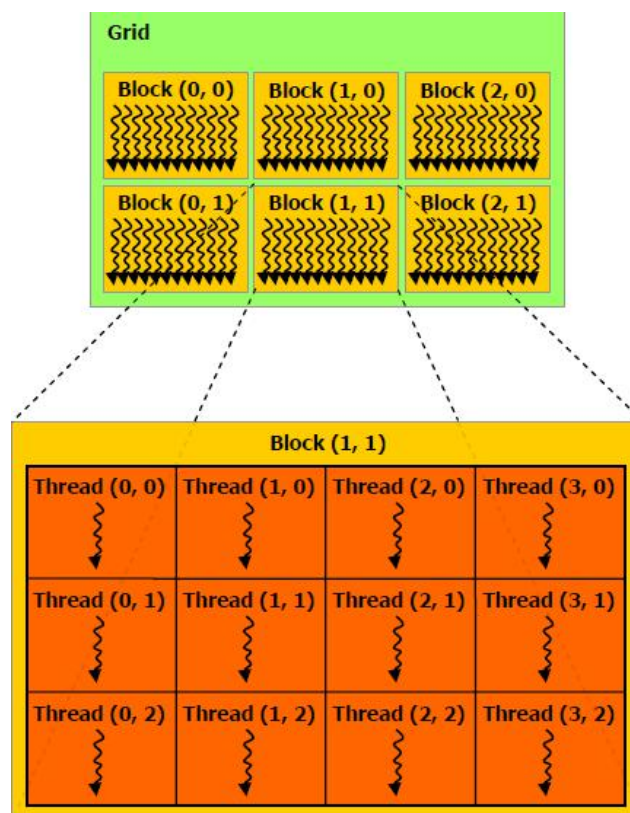 Grid
Block (0, 0) Block (1, 0) Block (2, 0)
Block (0, 1) Block (1, 1) Block (2, 1)
Block (1, 1)
Thread (0, 0) Thread (1, 0) Thread (2, 0) Thread (3, 0)
Thread (0, 1) Thread (1, 1) Thread (2, 1) Thread (3, 1)
Thread (0, 2) Thread (1, 2) Thread (2, 2) Thread (3, 2)